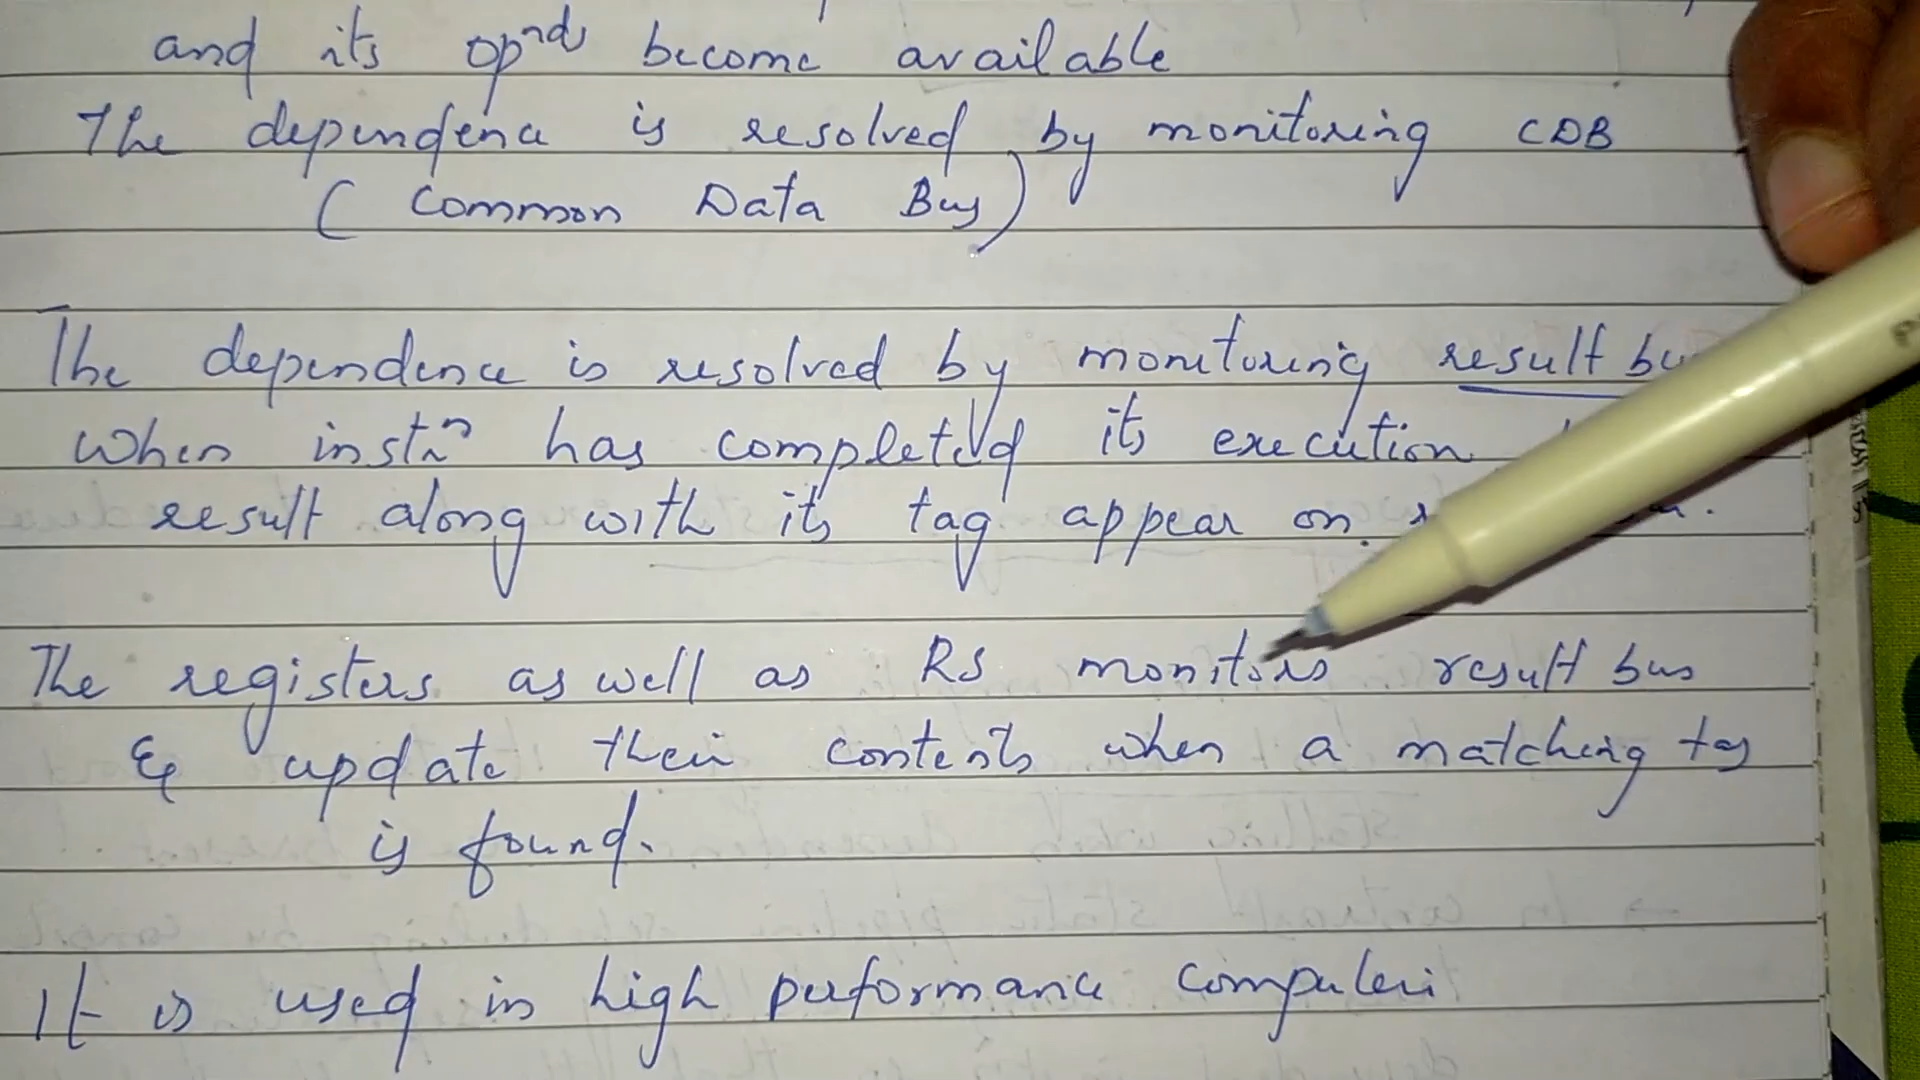 and its opnds become available
The dependence is resolved by monitoring CDB
( Common Data Bus )
The dependence is resolved by monitoring result
When instrn has completed its execution
result along with its tag appear on
The registers as well as RS monitors result bus
& update their contents when a matching tag
is found.
It is used in high performance